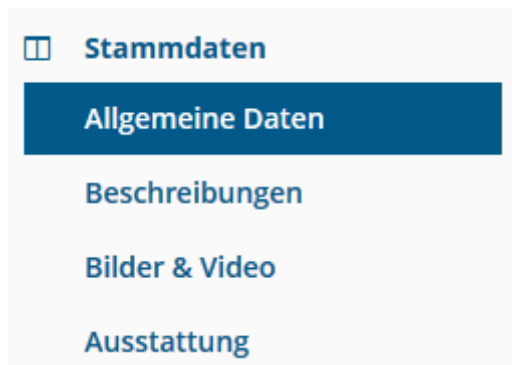 Stammdaten
Allgemeine Daten
Beschreibungen
Bilder & Video
Ausstattung